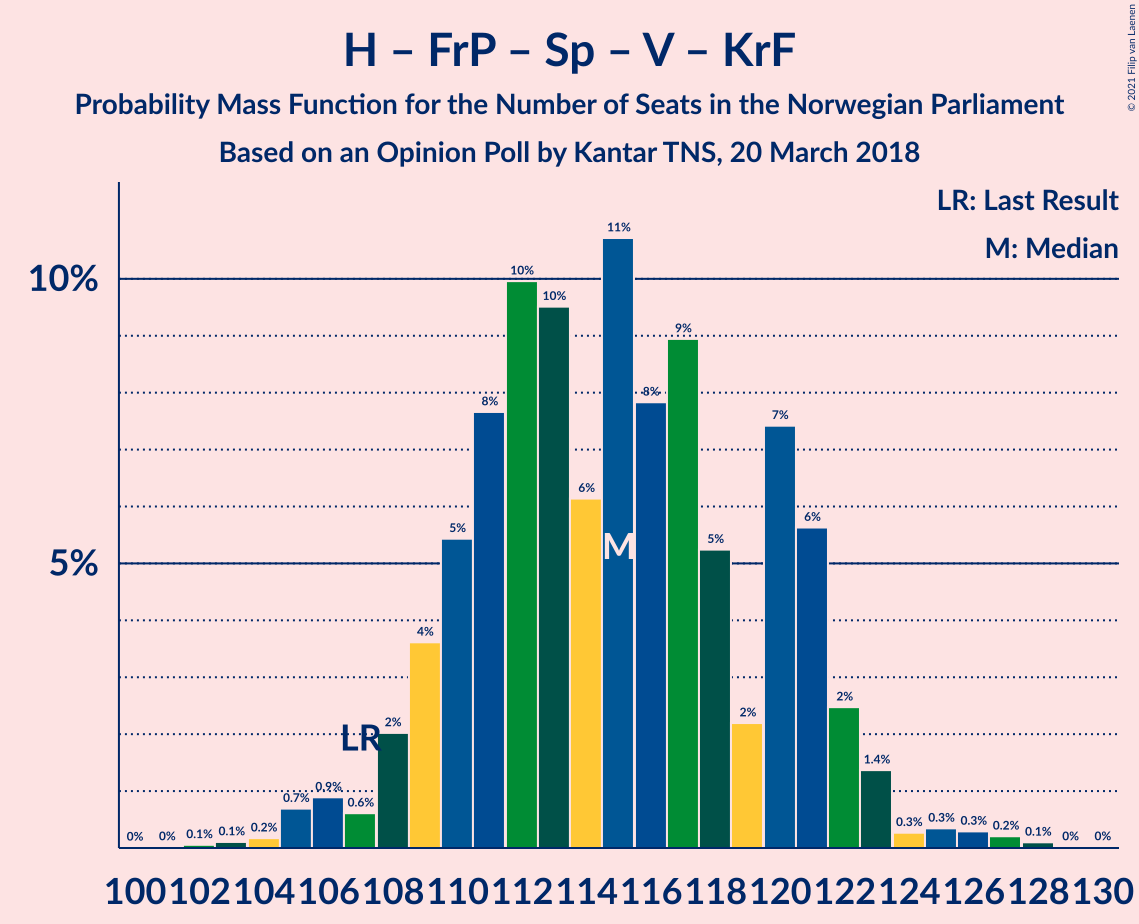 H – FrP – Sp – V – KrF
Probability Mass Function for the Number of Seats in the Norwegian Parliament
Based on an Opinion Poll by Kantar TNS, 20 March 2018
© 2021 Filip van Laenen
LR: Last Result
M: Median
10%
5%
0% 0% 0.1% 0.1% 0.2% 0.7% 0.9% 0.6% 2% 4% 5% 8% 10% 10% 6% 11% 8% 9% 5% 2% 7% 6% 2% 1.4% 0.3% 0.3% 0.3% 0.2% 0.1% 0% 0%
LR
M
100 102 104 106 108 110 112 114 116 118 120 122 124 126 128 130